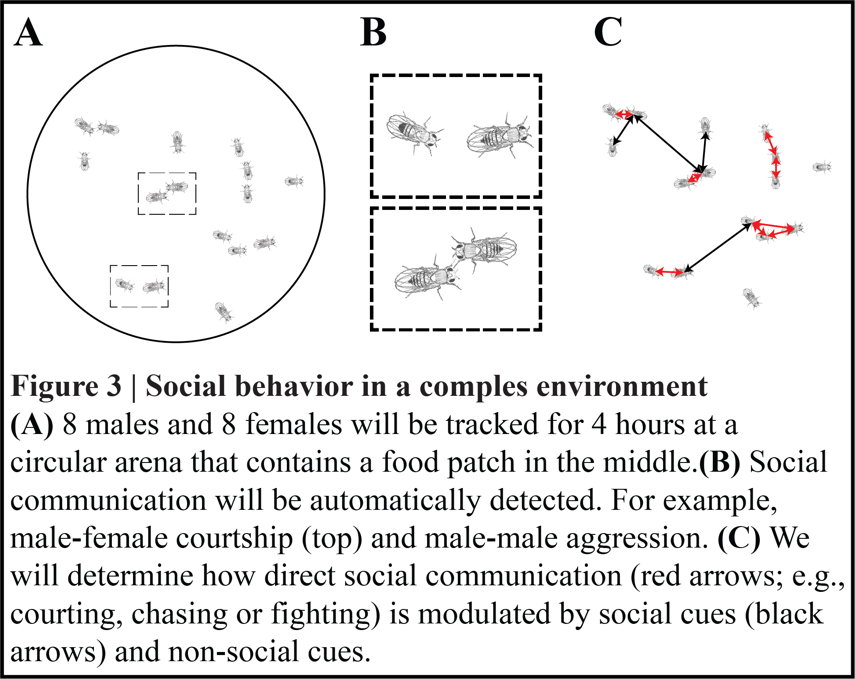 A
B
C
Figure 3 | Social behavior in a comples environment
(A) 8 males and 8 females will be tracked for 4 hours at a
circular arena that contains a food patch in the middle.(B) Social
communication will be automatically detected. For example,
male-female courtship (top) and male-male aggression. (C) We
will determine how direct social communication (red arrows; e.g.,
courting, chasing or fighting) is modulated by social cues (black
arrows) and non-social cues.